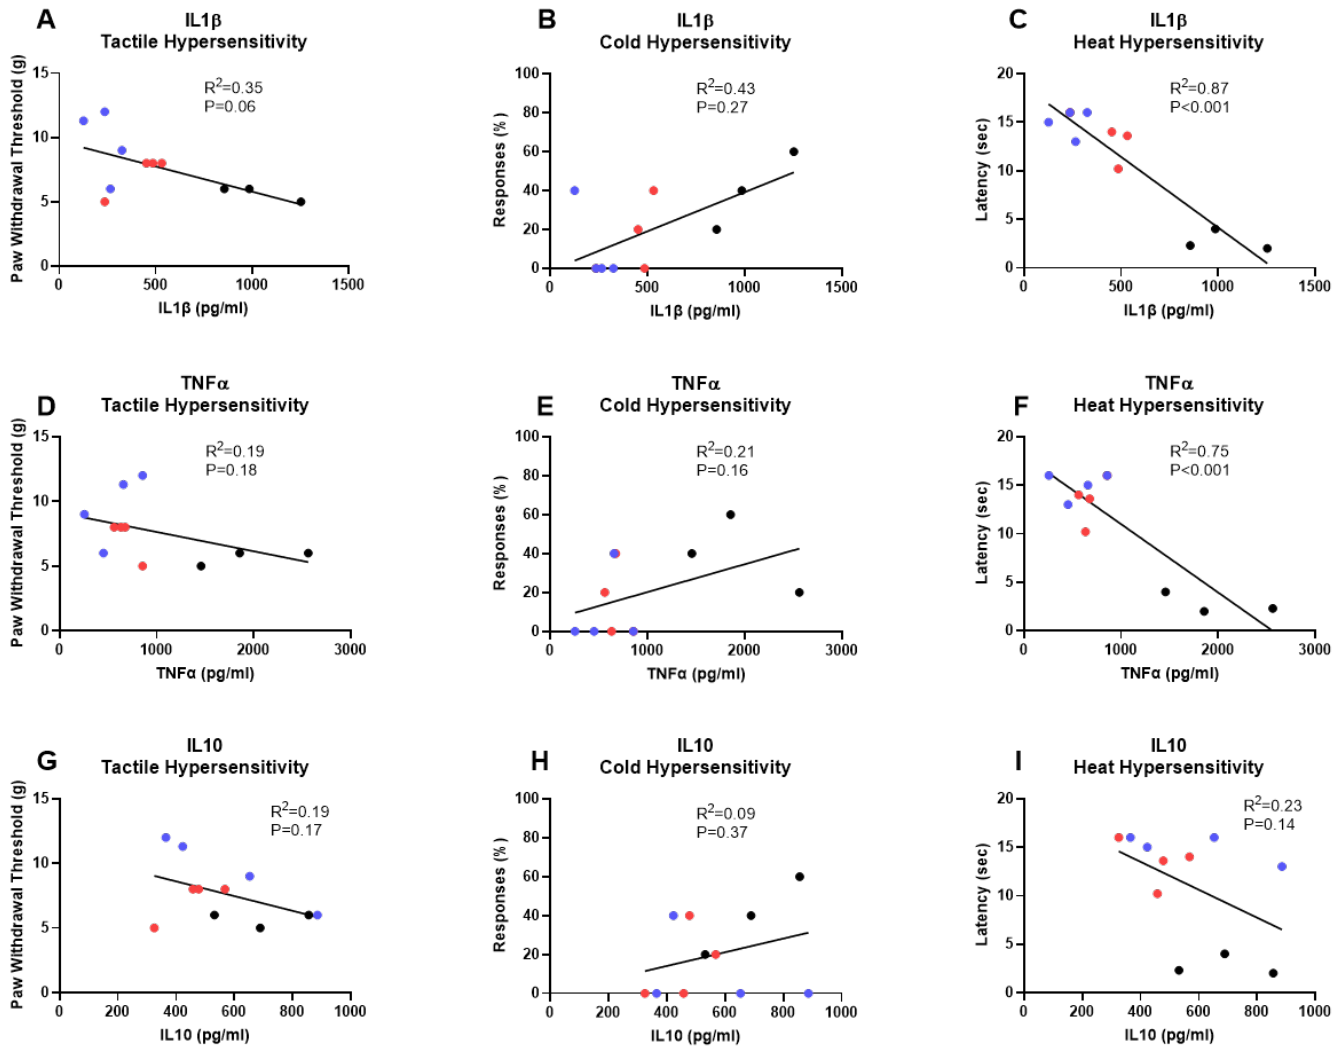 A
IL1β
Tactile Hypersensitivity
R2=0.35
P=0.06
Paw Withdrawal Threshold (g)
15
10
5
0
0 500 1000 1500
IL1β (pg/ml)
B
IL1β
Cold Hypersensitivity
R2=0.43
P=0.27
Responses (%)
100
80
60
40
20
0
0 500 1000 1500
IL1β (pg/ml)
C
IL1β
Heat Hypersensitivity
R2=0.87
P<0.001
Latency (sec)
20
15
10
5
0
0 500 1000 1500
IL1β (pg/ml)
D
TNFα
Tactile Hypersensitivity
R2=0.19
P=0.18
Paw Withdrawal Threshold (g)
15
10
5
0
0 1000 2000 3000
TNFα (pg/ml)
E
TNFα
Cold Hypersensitivity
R2=0.21
P=0.16
Responses (%)
100
80
60
40
20
0
0 1000 2000 3000
TNFα (pg/ml)
F
TNFα
Heat Hypersensitivity
R2=0.75
P<0.001
Latency (sec)
20
15
10
5
0
0 1000 2000 3000
TNFα (pg/ml)
G
IL10
Tactile Hypersensitivity
R2=0.19
P=0.17
Paw Withdrawal Threshold (g)
15
10
5
0
0 200 400 600 800 1000
IL10 (pg/ml)
H
IL10
Cold Hypersensitivity
R2=0.09
P=0.37
Responses (%)
100
80
60
40
20
0
0 200 400 600 800 1000
IL10 (pg/ml)
I
IL10
Heat Hypersensitivity
R2=0.23
P=0.14
Latency (sec)
20
15
10
5
0
0 200 400 600 800 1000
IL10 (pg/ml)